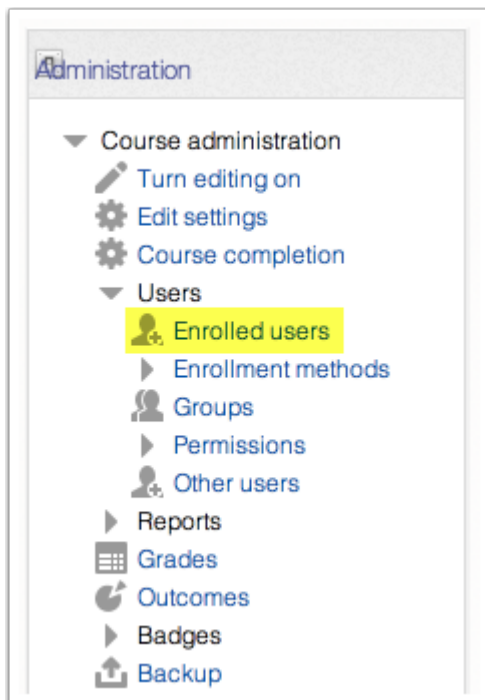 Administration
Course administration
Turn editing on
Edit settings
Course completion
Users
Enrolled users
Enrollment methods
Groups
Permissions
Other users
Reports
Grades
Outcomes
Badges
Backup